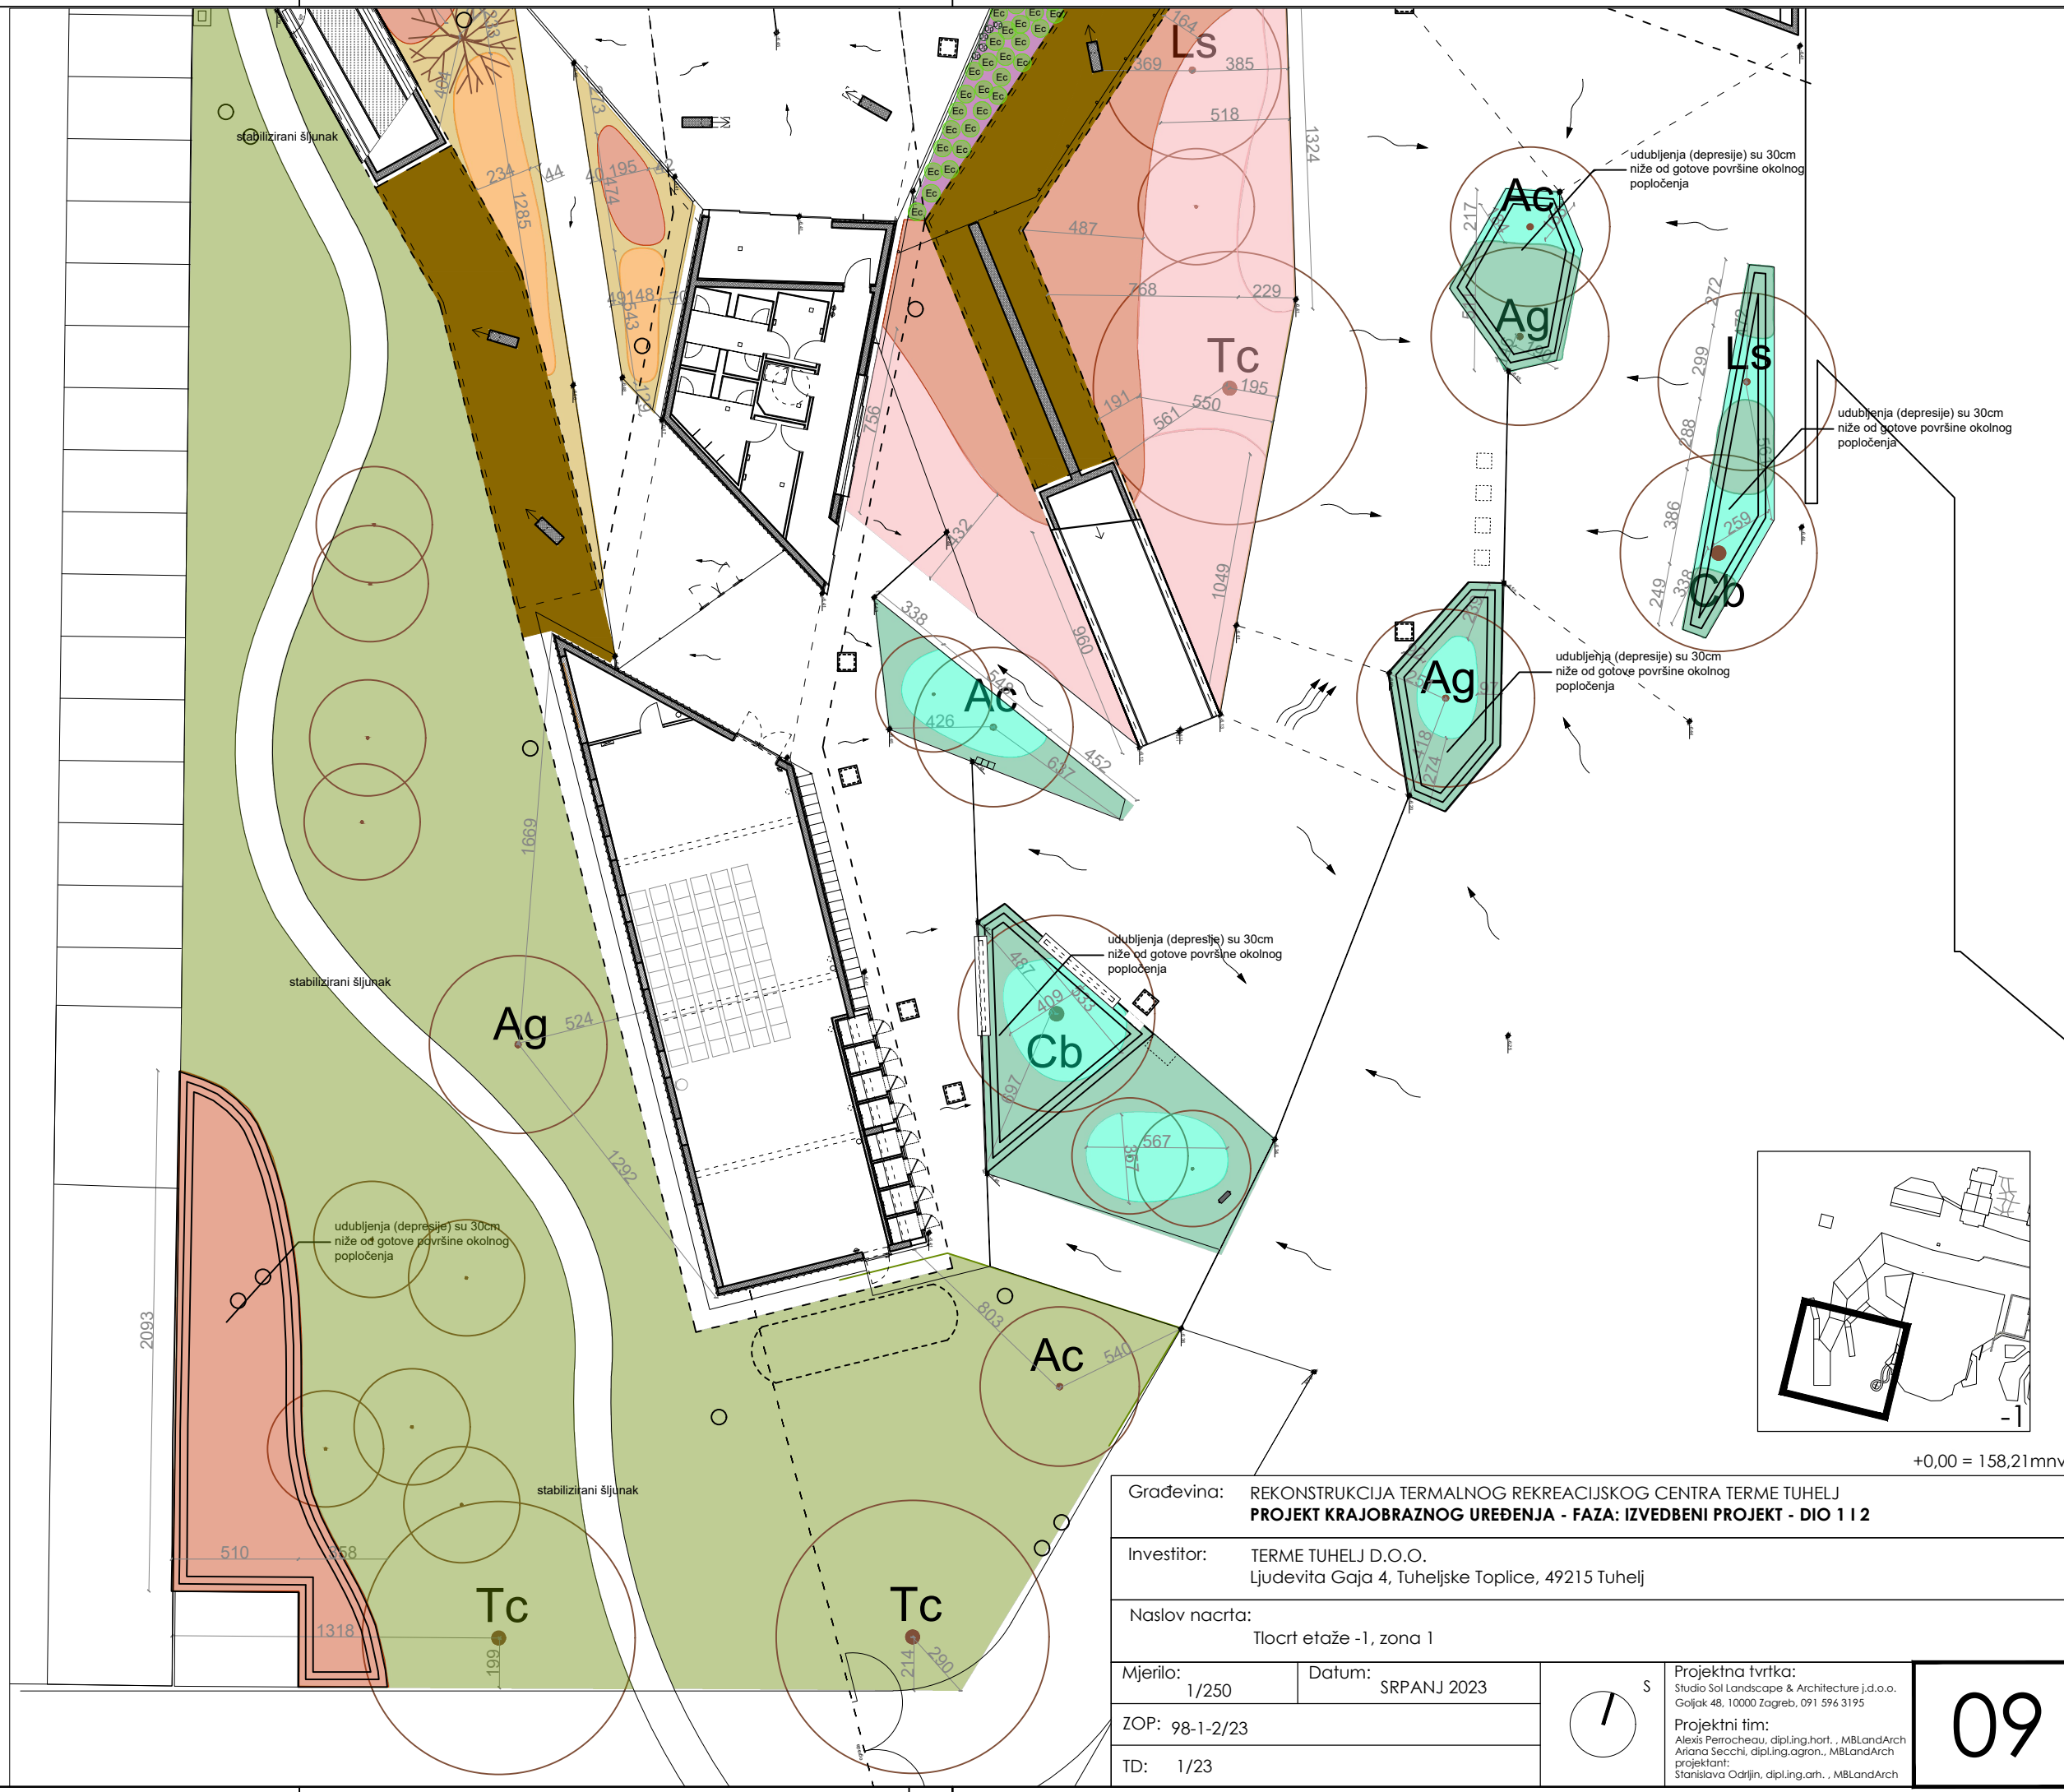 Ls
164
369
385
518
1324
464
stabilizirani šljunak
234
44
195
42
474
1285
487
udubljenja (depresije) su 30cm
niže od gotove površine okolnog
popločenja
Ac
217
Ag
768
229
148
543
272
299
Ls
Tc
195
191
550
561
756
288
udubljenja (depresije) su 30cm
niže od gotove površine okolnog
popločenja
386
259
432
249
338
Cb
338
1049
960
Ac
548
426
452
637
Ag
418
274
udubljenja (depresije) su 30cm
niže od gotove površine okolnog
popločenja
1669
stabilizirani šljunak
Ag
524
1292
udubljenja (depresije) su 30cm
niže od gotove površine okolnog
popločenja
487
409
533
Cb
697
567
367
udubljenja (depresije) su 30cm
niže od gotove površine okolnog
popločenja
2093
803
Ac
540
stabilizirani šljunak
510
358
1318
Tc
199
Tc
214
290
-1
+0,00 = 158,21mnv
Građevina: REKONSTRUKCIJA TERMALNOG REKREACIJSKOG CENTRA TERME TUHELJ
PROJEKT KRAJOBRAZNOG UREĐENJA - FAZA: IZVEDBENI PROJEKT - DIO 1 I 2
Investitor: TERME TUHELJ D.O.O.
Ljudevita Gaja 4, Tuheljske Toplice, 49215 Tuhelj
Naslov nacrta:
Tlocrt etaže -1, zona 1
Mjerilo:
1/250
Datum:
SRPANJ 2023
ZOP: 98-1-2/23
TD: 1/23
S
Projektna tvrtka:
Studio Sol Landscape & Architecture j.d.o.o.
Goljak 48, 10000 Zagreb, 091 596 3195
Projektni tim:
Alexis Perrocheau, dipl.ing.hort. , MBLandArch
Ariana Secchi, dipl.ing.agron., MBLandArch
projektant:
Stanislava Odrljin, dipl.ing.arh. , MBLandArch
09